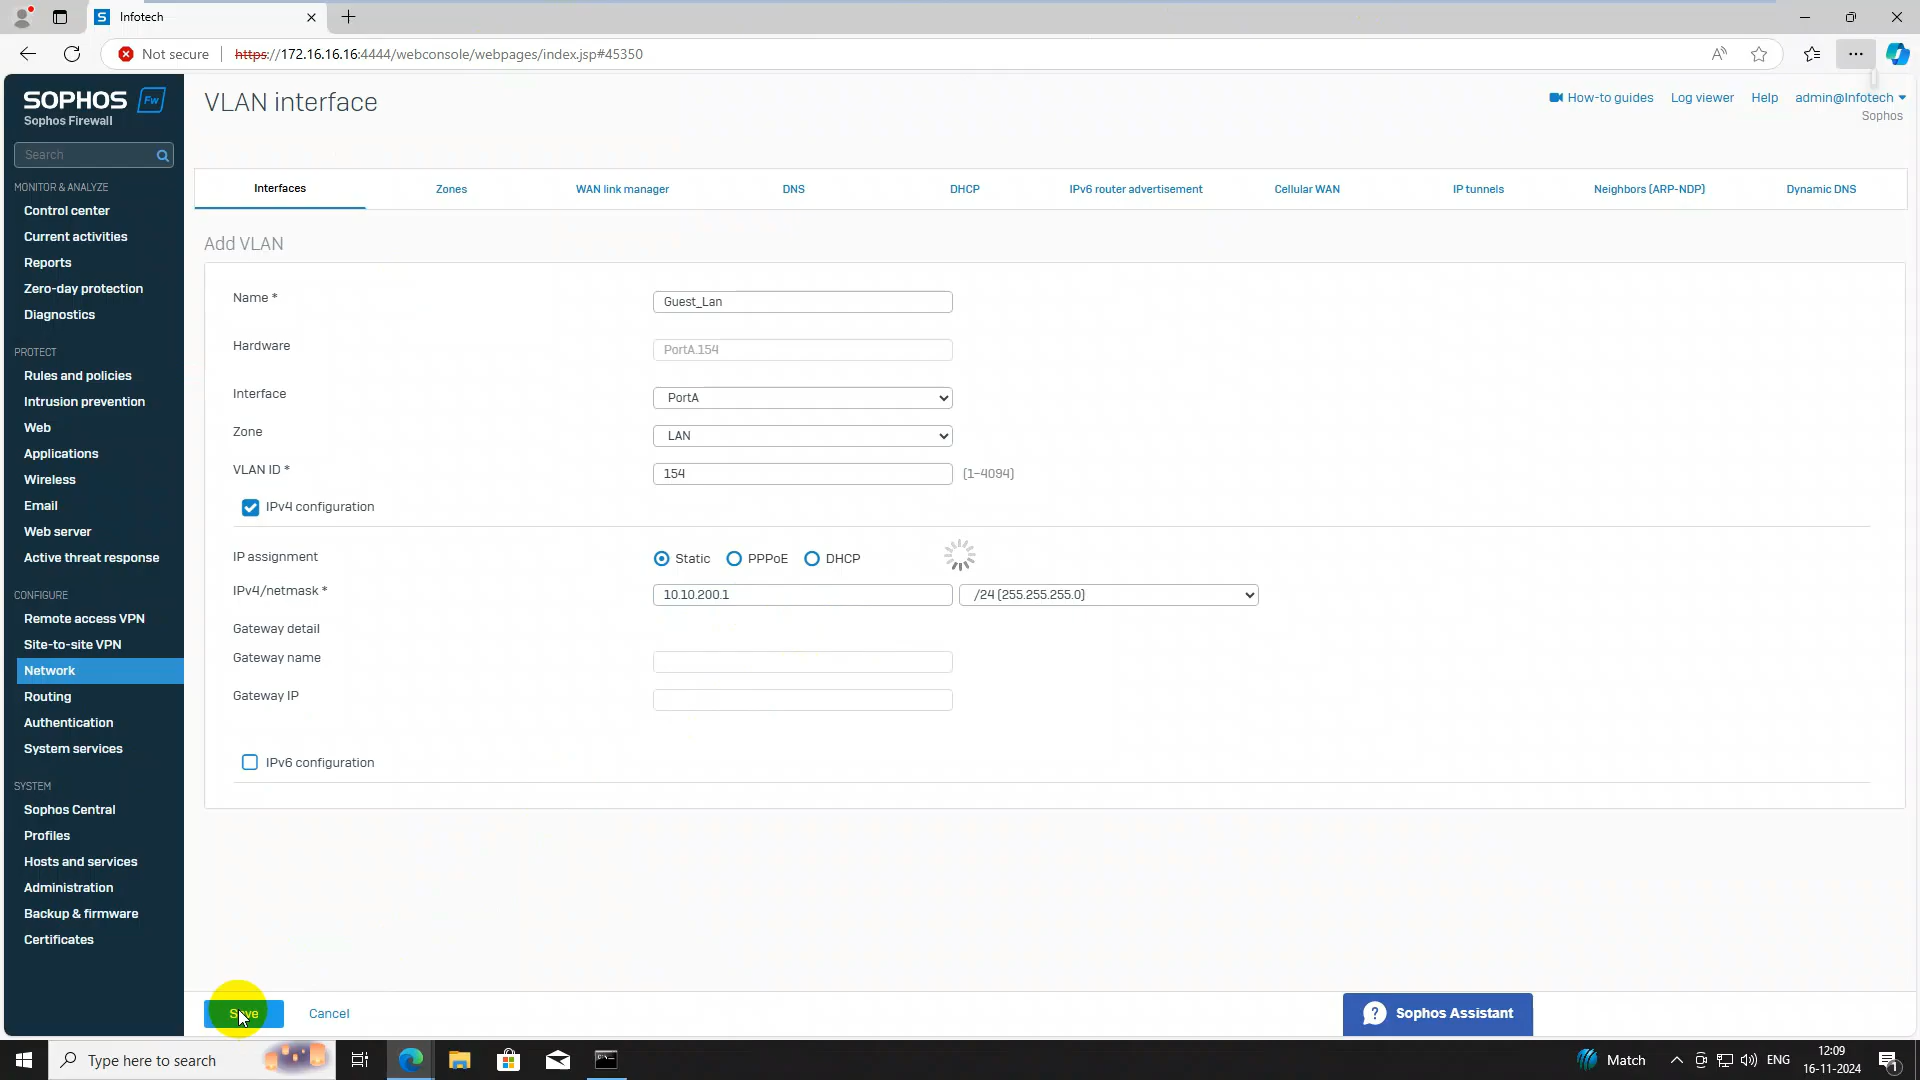 Infotech
Not secure
https://172.16.16.16:4444/webconsole/webpages/index.jsp#45350
SOPHOS Fw
Sophos Firewall
Search
MONITOR & ANALYZE
Control center
Current activities
Reports
Zero-day protection
Diagnostics
PROTECT
Rules and policies
Intrusion prevention
Web
Applications
Wireless
Email
Web server
Active threat response
CONFIGURE
Remote access VPN
Site-to-site VPN
Network
Routing
Authentication
System services
SYSTEM
Sophos Central
Profiles
Hosts and services
Administration
Backup & firmware
Certificates
VLAN interface
How-to guides Log viewer Help admin@Infotech
Sophos
Interfaces Zones WAN link manager DNS DHCP IPv6 router advertisement Cellular WAN IP tunnels Neighbors (ARP-NDP) Dynamic DNS
Add VLAN
Name * Guest_Lan
Hardware PortA.154
Interface PortA
Zone LAN
VLAN ID * 154 (1-4094)
IPv4 configuration
IP assignment Static PPPoE DHCP
IPv4/netmask * 10.10.200.1 /24 (255.255.255.0)
Gateway detail
Gateway name
Gateway IP
IPv6 configuration
Save Cancel
? Sophos Assistant
Type here to search
Match
ENG
12:09
16-11-2024
1